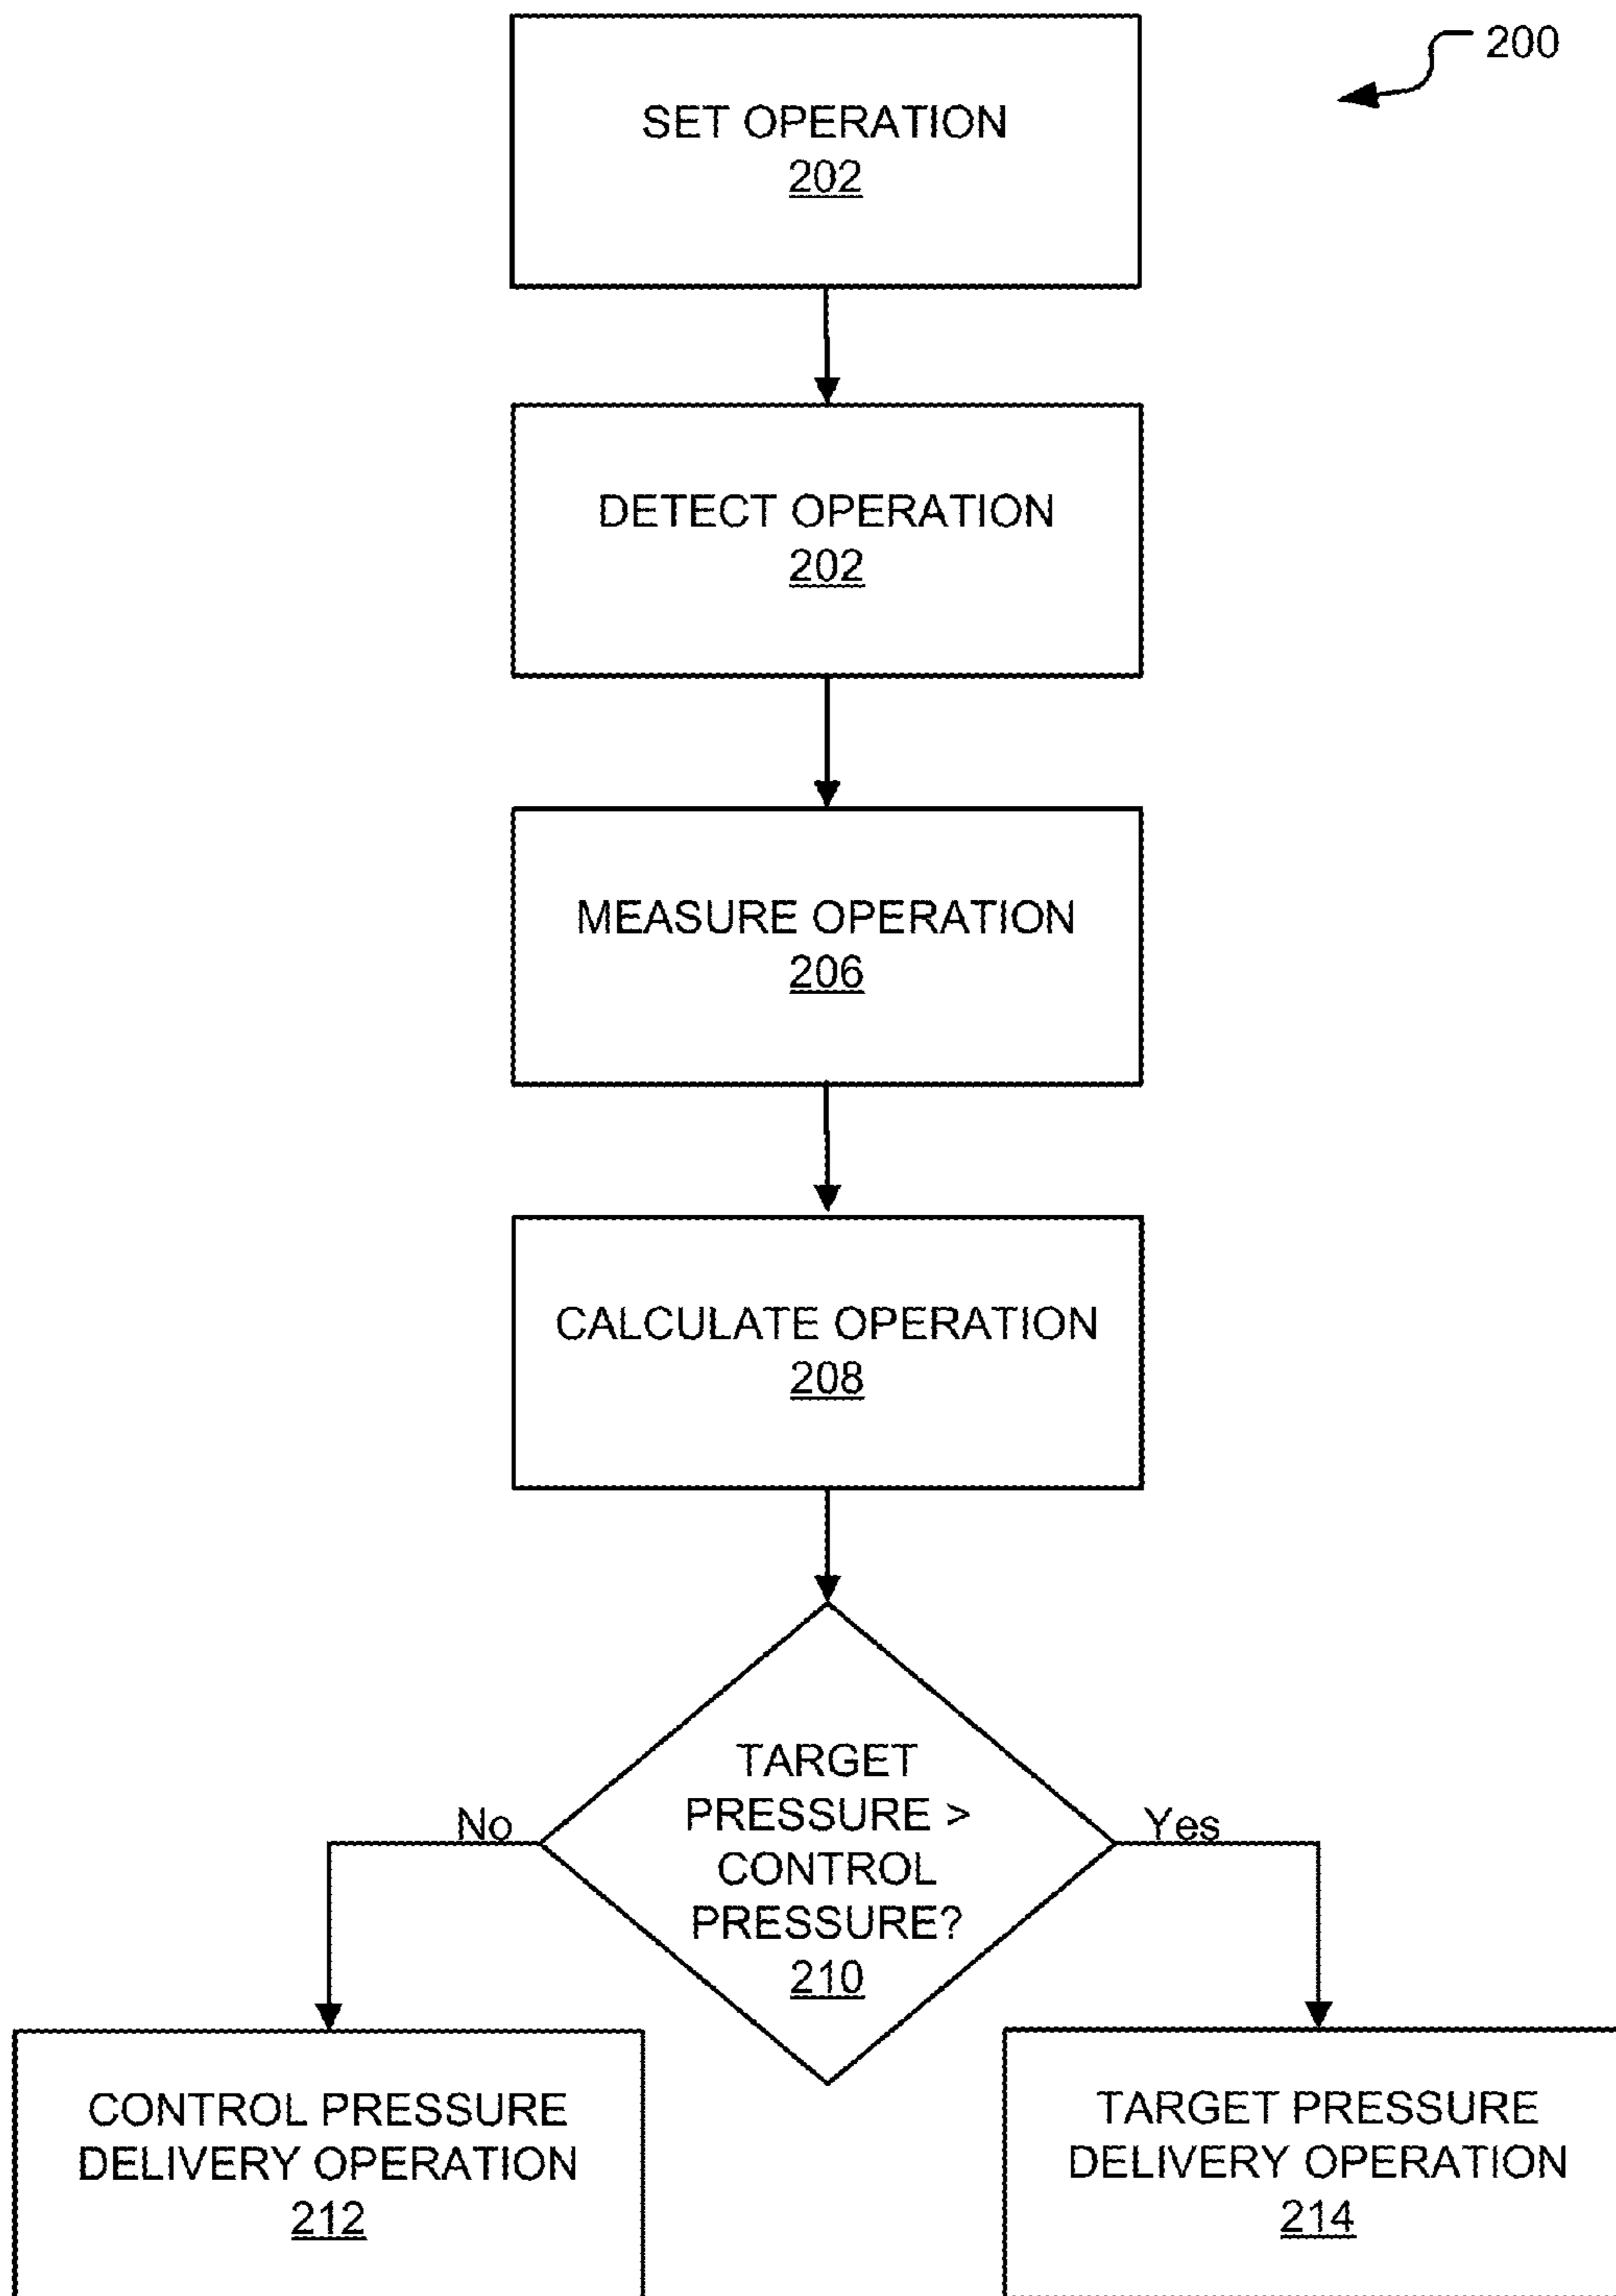 200
SET OPERATION
202
DETECT OPERATION
202
MEASURE OPERATION
206
CALCULATE OPERATION
208
TARGET
PRESSURE >
CONTROL
PRESSURE?
210
No
Yes
CONTROL PRESSURE
DELIVERY OPERATION
212
TARGET PRESSURE
DELIVERY OPERATION
214